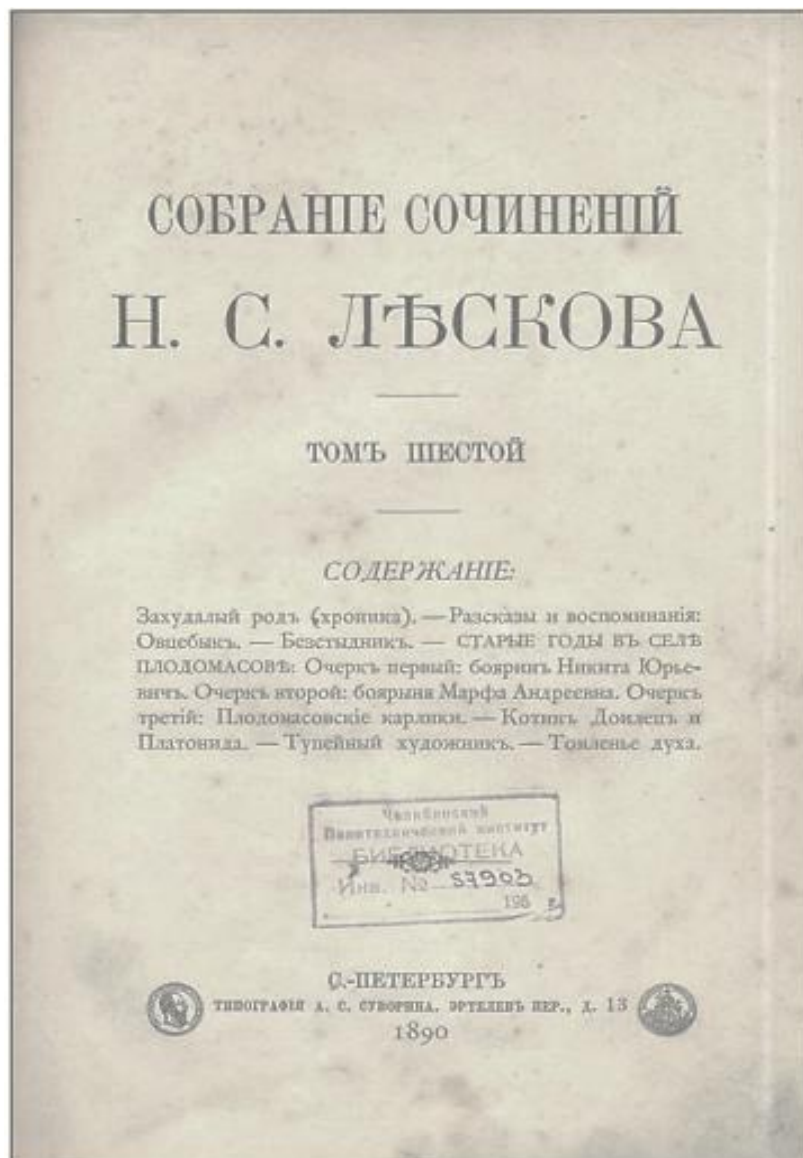 СОБРАНІЕ СОЧИНЕНІЙ
Н. С. ЛѢСКОВА
ТОМЪ ШЕСТОЙ
СОДЕРЖАНІЕ:
Захудалый родъ (хроника). — Разсказы и воспоминанія:
Овцебыкъ. — Безстыдникъ. — СТАРЫЕ ГОДЫ ВЪ СЕЛѢ
ПЛОДОМАСОВѢ: Очеркъ первый: бояринъ Никита Юрье-
вичъ. Очеркъ второй: боярыня Марфа Андреевна. Очеркъ
третій: Плодомасовскіе карлики. — Котинъ Доилецъ и
Платонида. — Тупейный художникъ. — Томленье духа.
Челябинский
Политехнический институт
БИБЛИОТЕКА
Инв. № 57903
195
С.-ПЕТЕРБУРГЪ
ТИПОГРАФІЯ А. С. СУВОРИНА. ЭРТЕЛЕВЪ ПЕР., Д. 13
1890